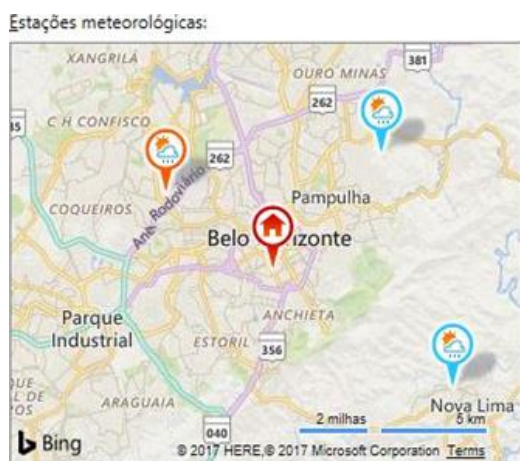 Estações meteorológicas:
XANGRILÁ
OURO MINAS
381
262
C H CONFISCO
262
Anel Rodoviário
COQUEIROS
Pampulha
Belo
izonte
Parque
Industrial
ANCHIETA
ESTORIL
356
ARAGUAIA
Nova Lima
040
2 milhas
5 km
Bing
© 2017 HERE,© 2017 Microsoft Corporation Terms